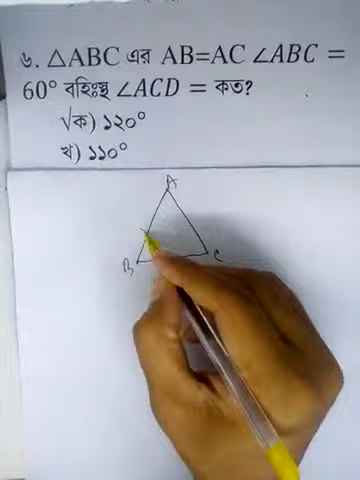 ৬. △ABC এর AB=AC ∠ABC =
60° বহিঃস্থ ∠ACD = কত?
√ক) ১২০°
খ) ১১০°
A
B
C